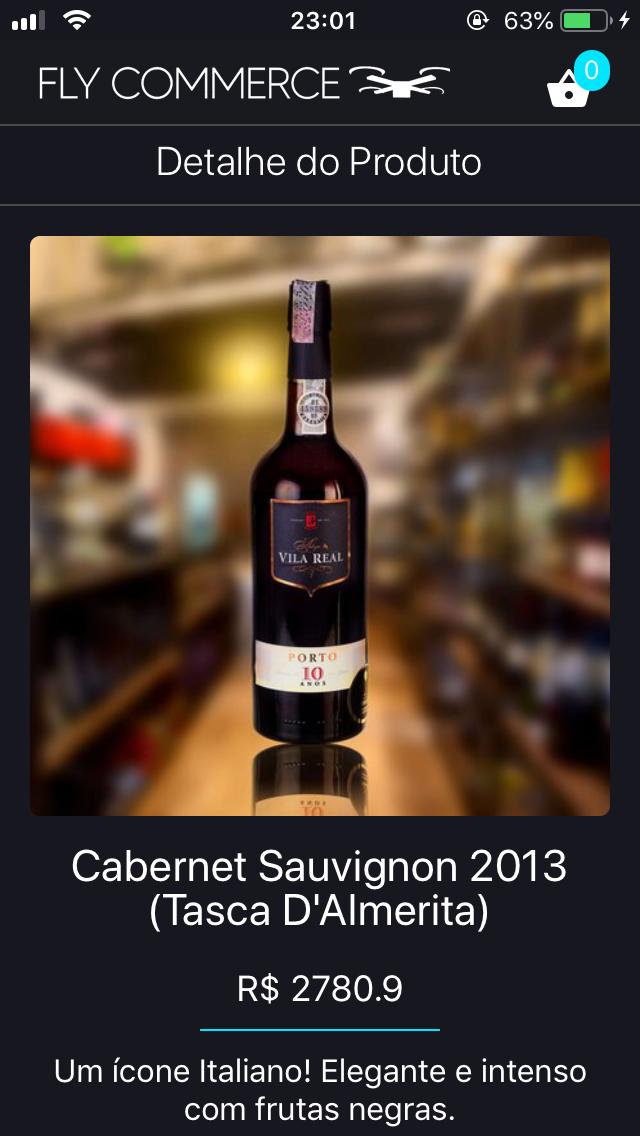 23:01
63%
FLY COMMERCE
0
Detalhe do Produto
VILA REAL
PORTO
10
ANOS
Cabernet Sauvignon 2013
(Tasca D'Almerita)
R$ 2780.9
Um ícone Italiano! Elegante e intenso
com frutas negras.